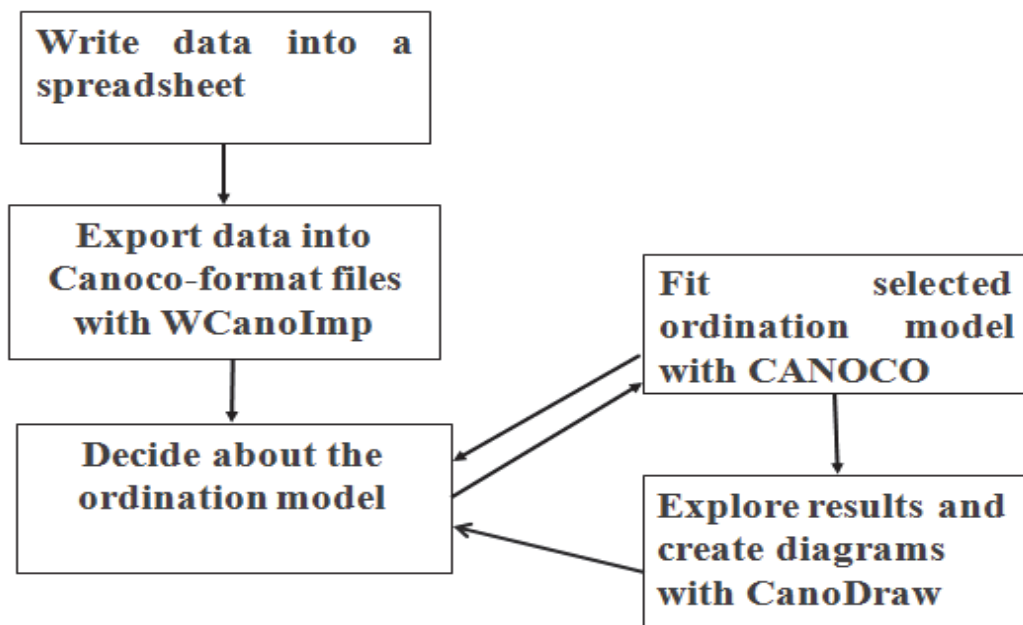 Write data into a
spreadsheet
Export data into
Canoco-format files
with WCanoImp
Decide about the
ordination model
Fit selected
ordination model
with CANOCO
Explore results and
create diagrams
with CanoDraw